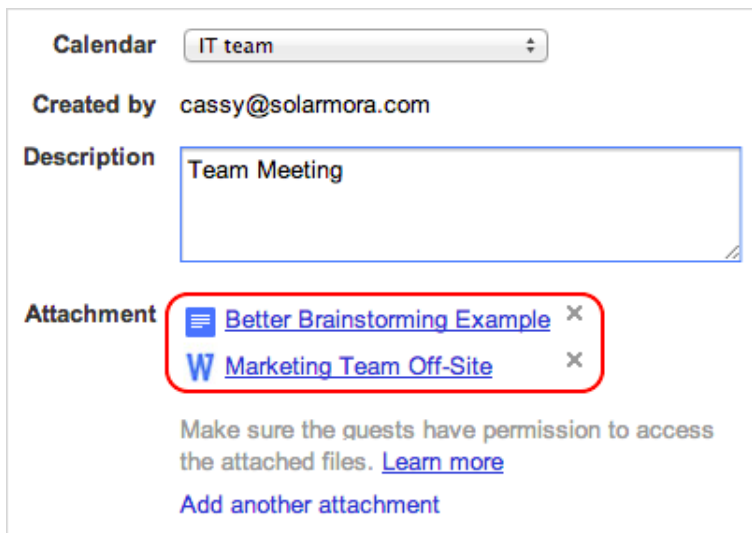 Calendar IT team
Created by cassy@solarmora.com
Description Team Meeting
Attachment Better Brainstorming Example
W Marketing Team Off-Site
Make sure the guests have permission to access
the attached files. Learn more
Add another attachment